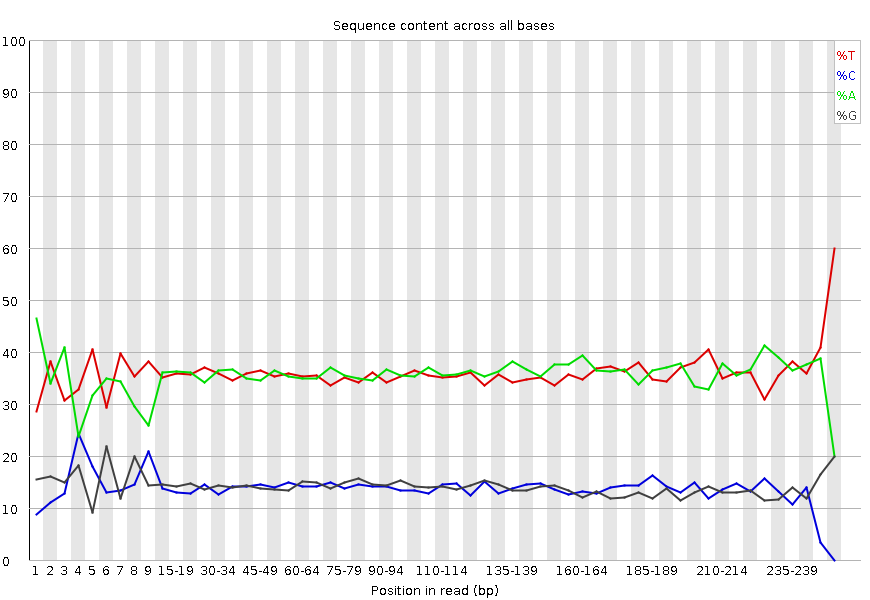 Sequence content across all bases
100
90
80
70
60
50
40
30
20
10
0
%T
%C
%A
%G
1 2 3 4 5 6 7 8 9 15-19 30-34 45-49 60-64 75-79 90-94 110-114 135-139 160-164 185-189 210-214 235-239
Position in read (bp)